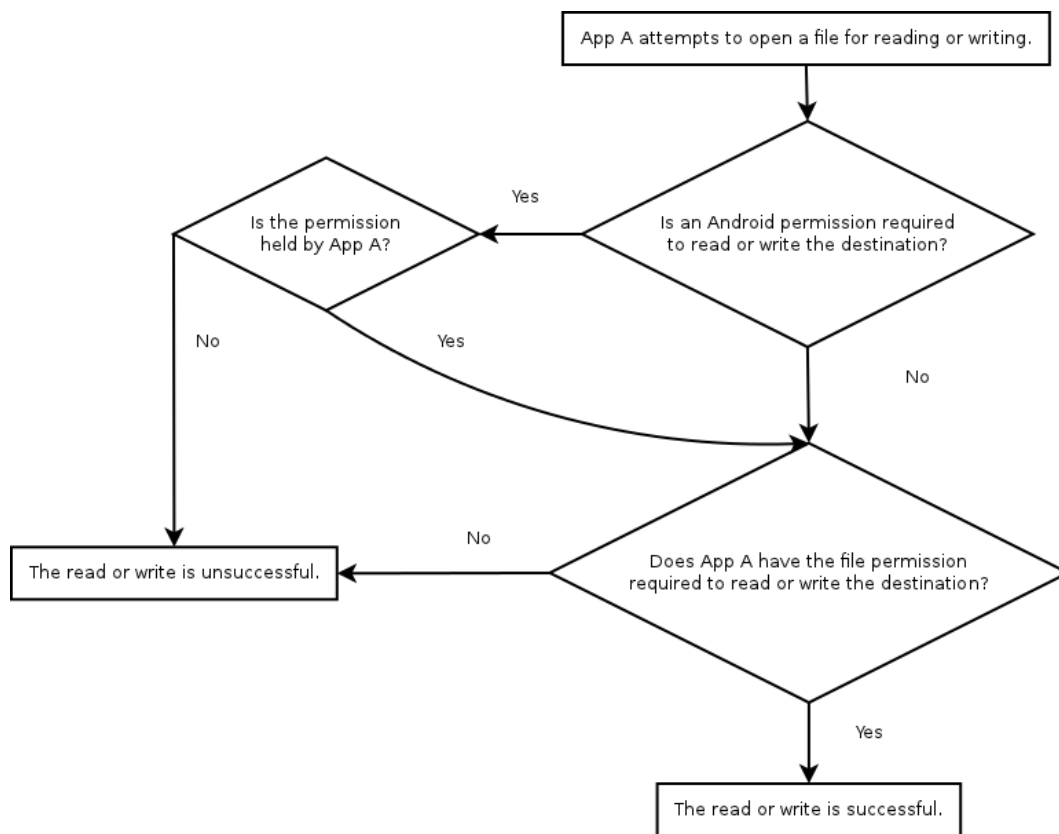 App A attempts to open a file for reading or writing.
Yes
Is an Android permission required
to read or write the destination?
Is the permission
held by App A?
No
Yes
No
No
Does App A have the file permission
required to read or write the destination?
The read or write is unsuccessful.
Yes
The read or write is successful.